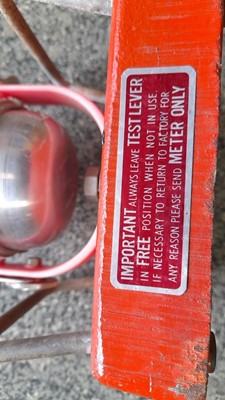 IMPORTANT ALWAYS LEAVE TEST LEVER
IN FREE POSITION WHEN NOT IN USE.
IF NECESSARY TO RETURN TO FACTORY FOR
ANY REASON PLEASE SEND METER ONLY